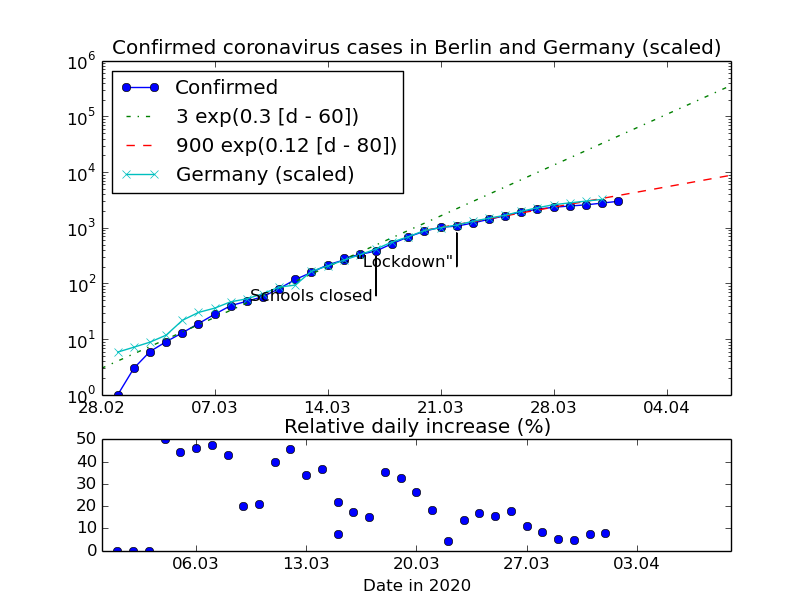 Confirmed coronavirus cases in Berlin and Germany (scaled)
10^6
10^5
10^4
10^3
10^2
10^1
10^0
Confirmed
3 exp(0.3 [d - 60])
900 exp(0.12 [d - 80])
Germany (scaled)
Lockdown"
Schools closed
28.02 07.03 14.03 21.03 28.03 04.04
Relative daily increase (%)
50
40
30
20
10
0
06.03 13.03 20.03 27.03 03.04
Date in 2020